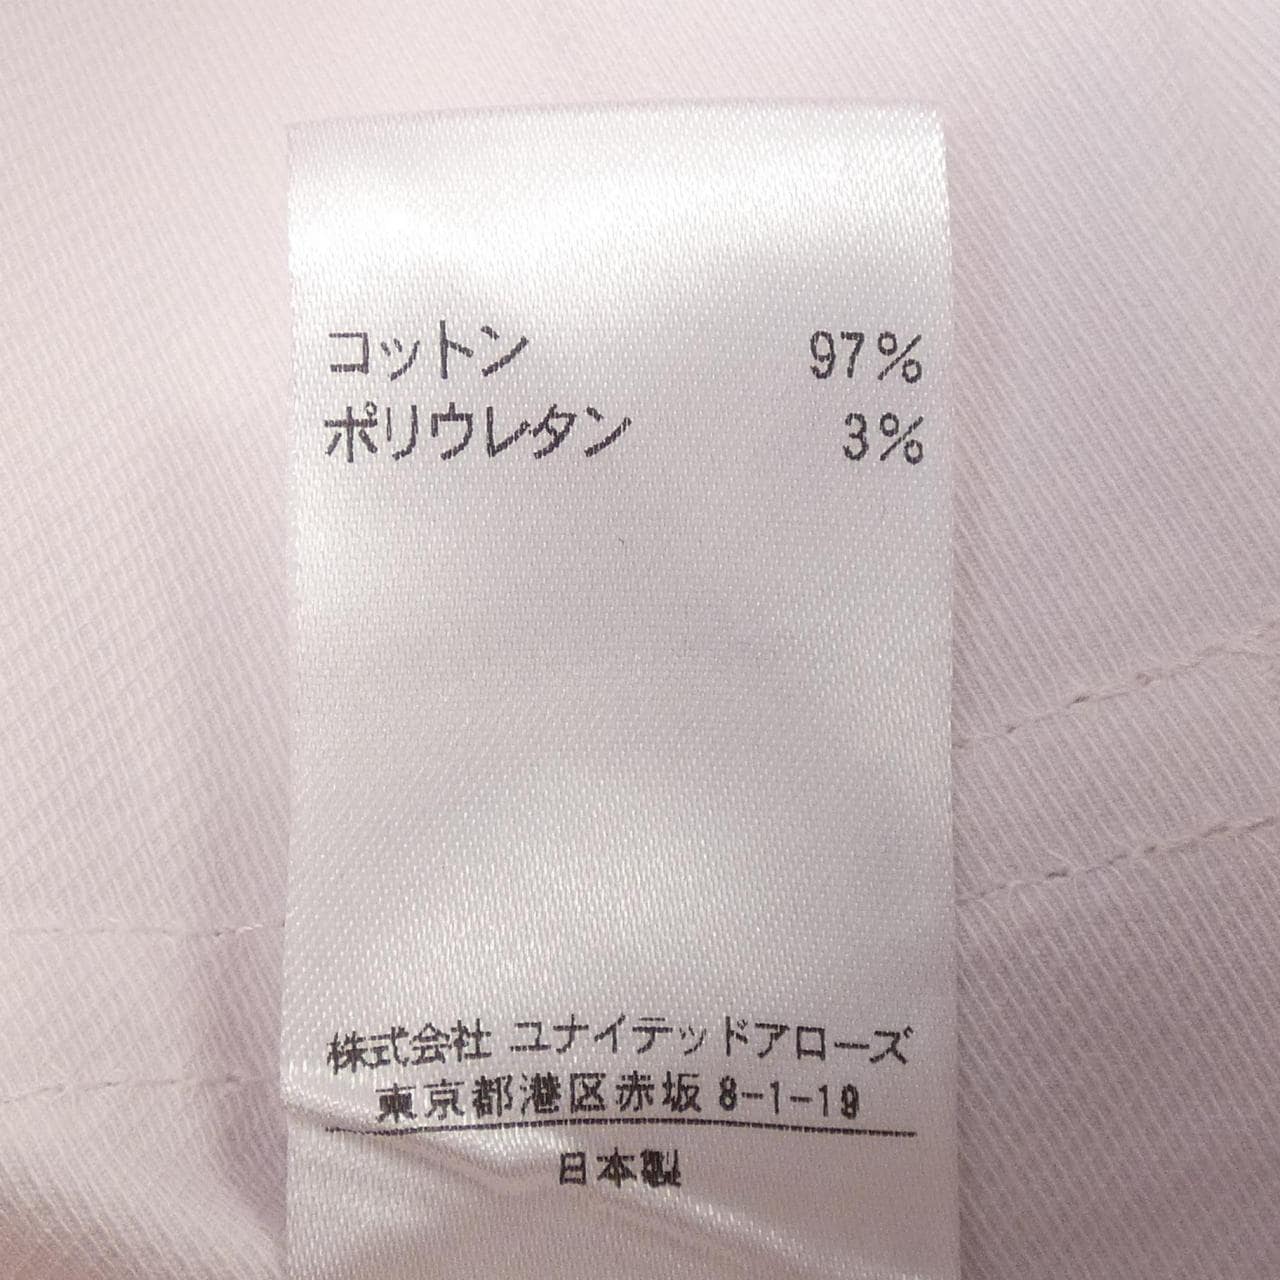 コットン 97%
ポリウレタン 3%
株式会社 ユナイテッドアローズ
東京都港区赤坂 8-1-19
日本製